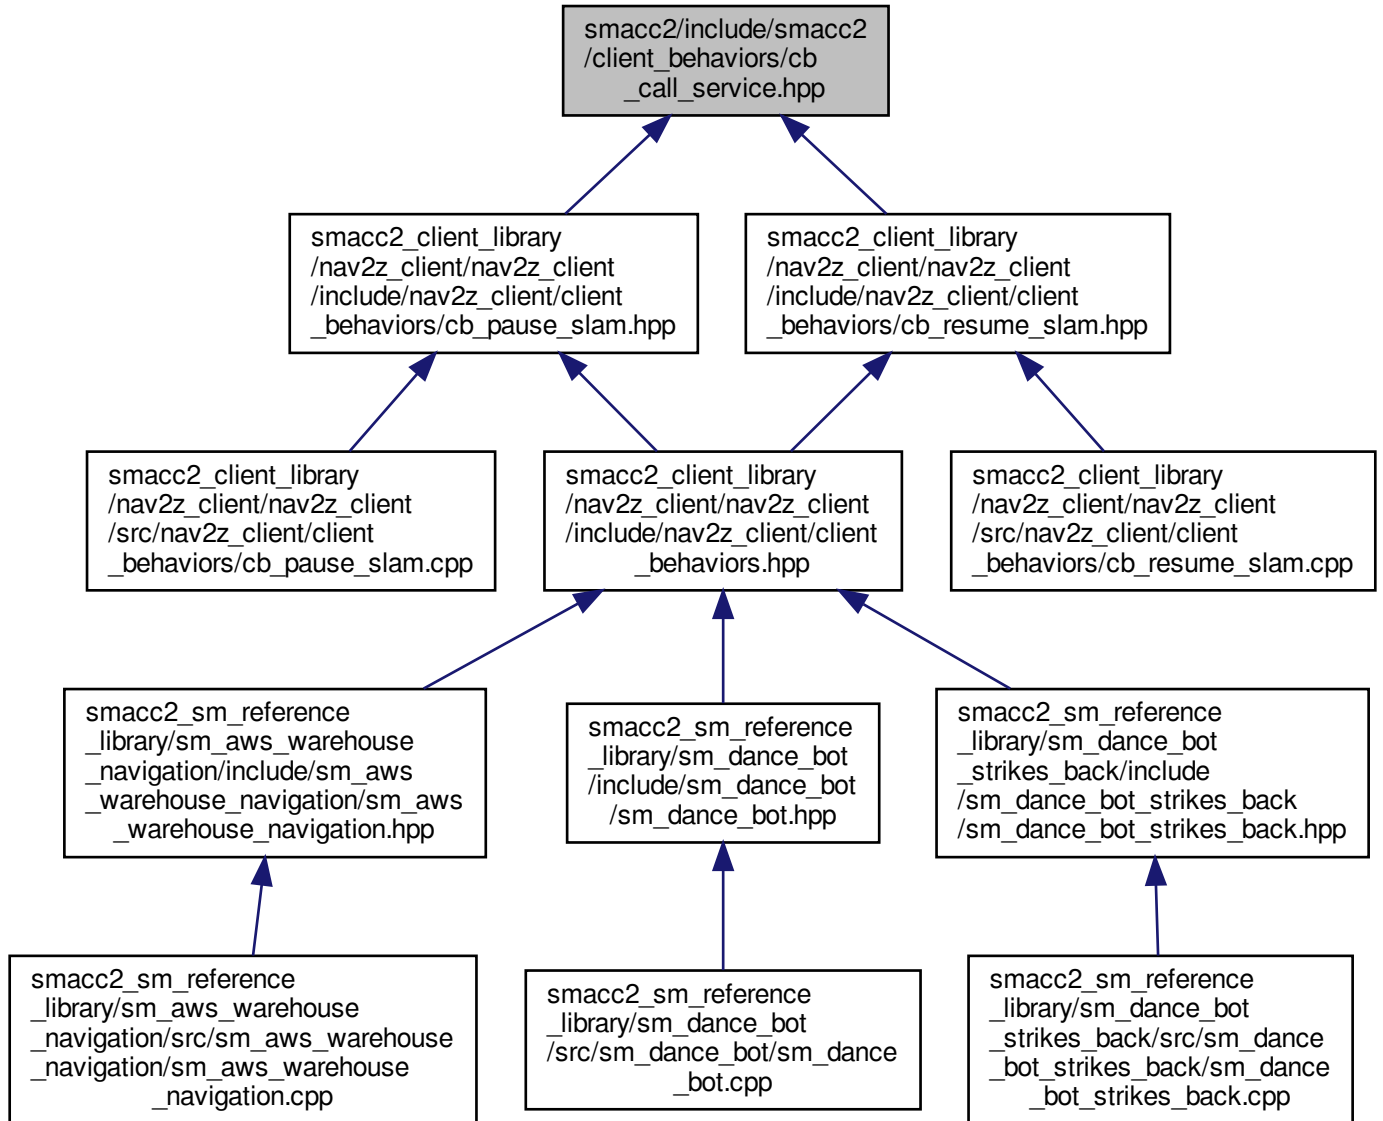 smacc2/include/smacc2
/client_behaviors/cb
_call_service.hpp
smacc2_client_library
/nav2z_client/nav2z_client
/include/nav2z_client/client
_behaviors/cb_pause_slam.hpp
smacc2_client_library
/nav2z_client/nav2z_client
/include/nav2z_client/client
_behaviors/cb_resume_slam.hpp
smacc2_client_library
/nav2z_client/nav2z_client
/src/nav2z_client/client
_behaviors/cb_pause_slam.cpp
smacc2_client_library
/nav2z_client/nav2z_client
/include/nav2z_client/client
_behaviors.hpp
smacc2_client_library
/nav2z_client/nav2z_client
/src/nav2z_client/client
_behaviors/cb_resume_slam.cpp
smacc2_sm_reference
_library/sm_aws_warehouse
_navigation/include/sm_aws
_warehouse_navigation/sm_aws
_warehouse_navigation.hpp
smacc2_sm_reference
_library/sm_dance_bot
/include/sm_dance_bot
/sm_dance_bot.hpp
smacc2_sm_reference
_library/sm_dance_bot
_strikes_back/include
/sm_dance_bot_strikes_back
/sm_dance_bot_strikes_back.hpp
smacc2_sm_reference
_library/sm_aws_warehouse
_navigation/src/sm_aws_warehouse
_navigation/sm_aws_warehouse
_navigation.cpp
smacc2_sm_reference
_library/sm_dance_bot
/src/sm_dance_bot/sm_dance
_bot.cpp
smacc2_sm_reference
_library/sm_dance_bot
_strikes_back/src/sm_dance
_bot_strikes_back/sm_dance
_bot_strikes_back.cpp